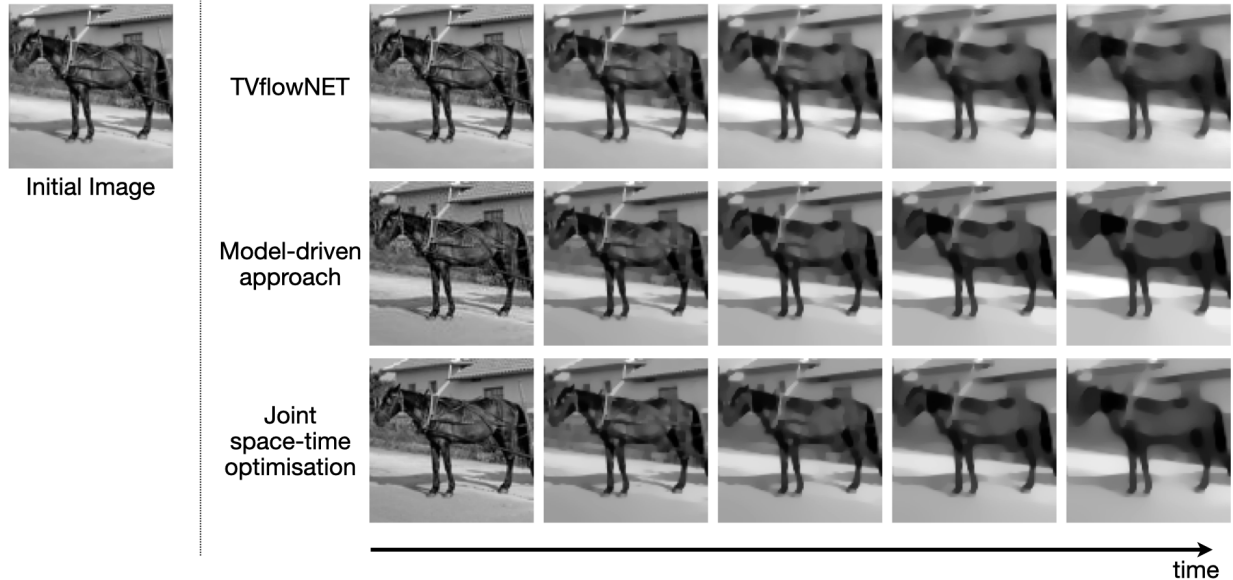 Initial Image
TVflowNET
Model-driven
approach
Joint
space-time
optimisation
time